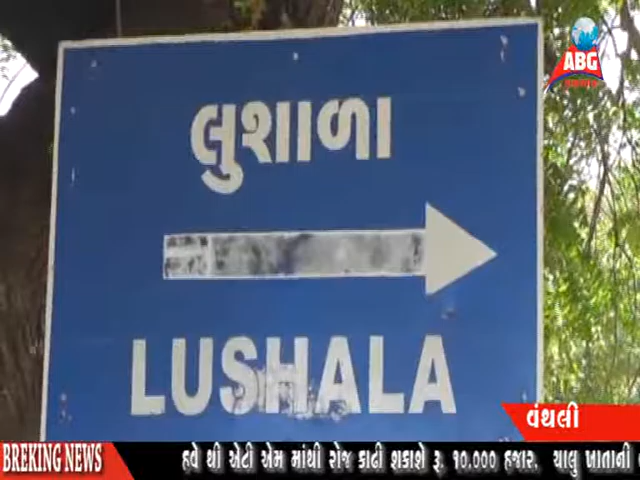 ABG
લુશાળા
LUSHALA
વંથલી
BREKING NEWS
હવે થી એટી એમ માંથી રોજ કાઢી શકાશે રૂ. ૧૦.૦૦૦ હજાર. ચાલુ ખાતાની